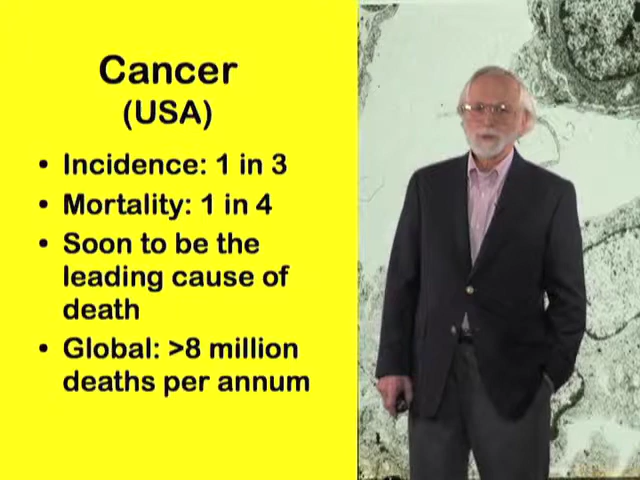 Cancer
(USA)
• Incidence: 1 in 3
• Mortality: 1 in 4
• Soon to be the
leading cause of
death
• Global: >8 million
deaths per annum